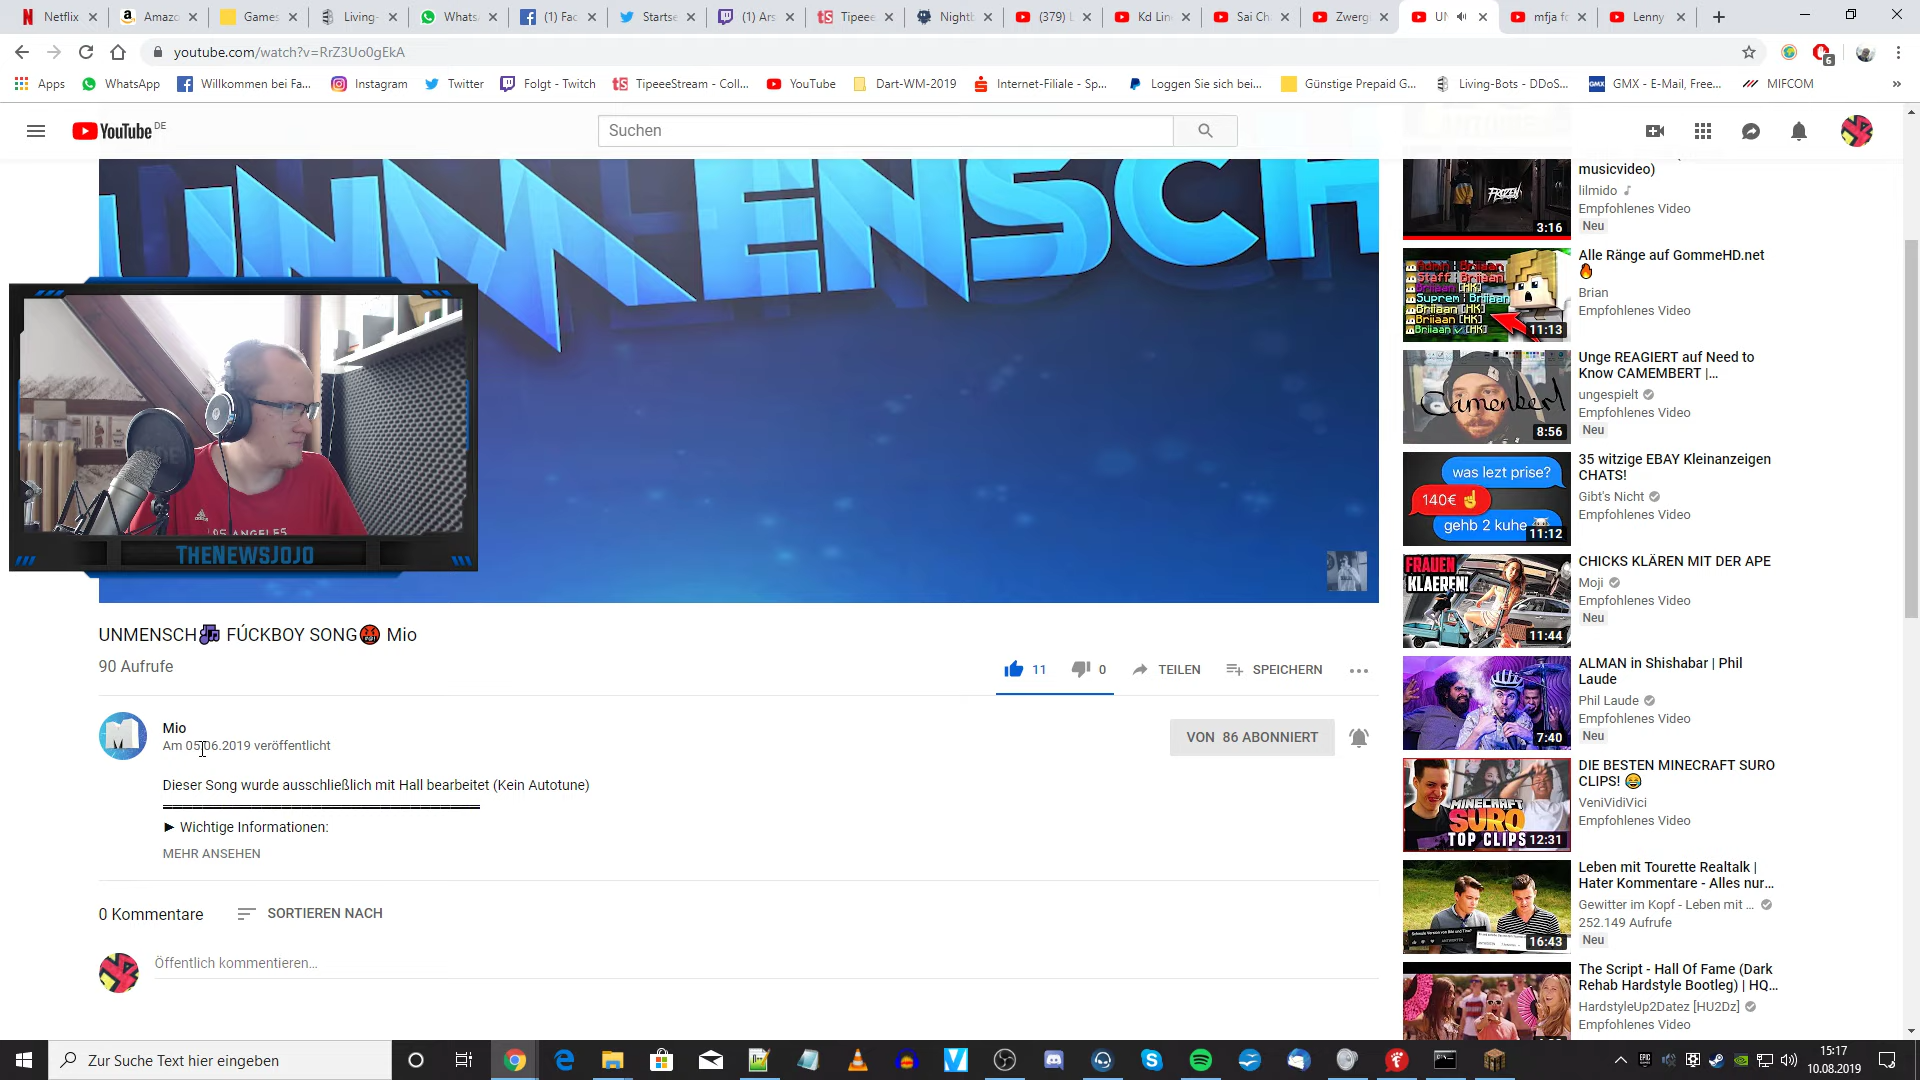 Netflix
Amazo
Games
Living-
Whats
(1) Fac
Startse
(1) Ars
Tipeee
Nightb
(379) L
Kd Lin
Sai Ch
Zwerg
UN
mfja fo
Lenny
youtube.com/watch?v=RrZ3Uo0gEkA
6
Apps
WhatsApp
Willkommen bei Fa...
Instagram
Twitter
Folgt - Twitch
TipeeeStream - Coll...
YouTube
Dart-WM-2019
Internet-Filiale - Sp...
Loggen Sie sich bei...
Günstige Prepaid G...
Living-Bots - DDoS...
GMX - E-Mail, Free...
MIFCOM
»
YouTube DE
Suchen
UNMENSCH
LOS ANGELES
THENEWSJOJO
UNMENSCH🎵 FÚCKBOY SONG🤬 Mio
90 Aufrufe
11
0
TEILEN
SPEICHERN
Mio
Am 05.06.2019 veröffentlicht
VON 86 ABONNIERT
Dieser Song wurde ausschließlich mit Hall bearbeitet (Kein Autotune)
► Wichtige Informationen:
MEHR ANSEHEN
0 Kommentare
SORTIEREN NACH
Öffentlich kommentieren...
musicvideo)
lilmido
Empfohlenes Video
Neu
FROZEN
3:16
Alle Ränge auf GommeHD.net
🔥
Brian
Empfohlenes Video
11:13
Unge REAGIERT auf Need to
Know CAMEMBERT |...
ungespielt
Empfohlenes Video
Neu
Camembert
8:56
35 witzige EBAY Kleinanzeigen
CHATS!
Gibt's Nicht
Empfohlenes Video
was lezt prise?
140€ ☝
gehb 2 kuhe
11:12
CHICKS KLÄREN MIT DER APE
Moji
Empfohlenes Video
Neu
FRAUEN
KLAEREN!
11:44
ALMAN in Shishabar | Phil
Laude
Phil Laude
Empfohlenes Video
Neu
7:40
DIE BESTEN MINECRAFT SURO
CLIPS! 😂
VeniVidiVici
Empfohlenes Video
MINECRAFT
SURO
TOP CLIPS
12:31
Leben mit Tourette Realtalk |
Hater Kommentare - Alles nur...
Gewitter im Kopf - Leben mit ...
252.149 Aufrufe
Neu
16:43
The Script - Hall Of Fame (Dark
Rehab Hardstyle Bootleg) | HQ...
HardstyleUp2Datez [HU2Dz]
Empfohlenes Video
Zur Suche Text hier eingeben
15:17
10.08.2019